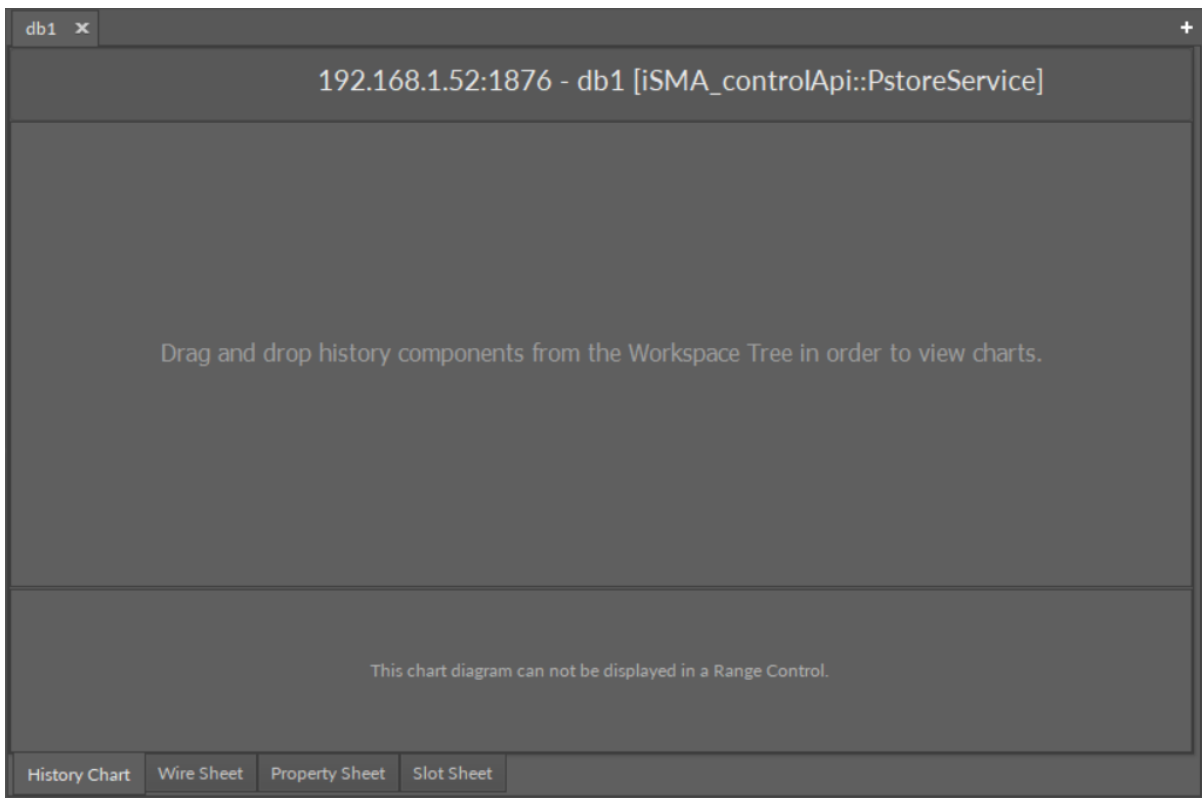 db1 ×
+
192.168.1.52:1876 - db1 [iSMA_controlApi::PstoreService]
Drag and drop history components from the Workspace Tree in order to view charts.
This chart diagram can not be displayed in a Range Control.
History Chart Wire Sheet Property Sheet Slot Sheet